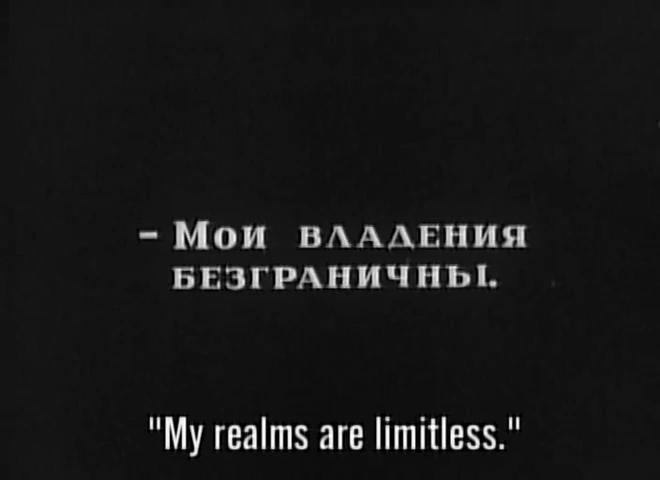 - Мои владения
безграничны.
"My realms are limitless."